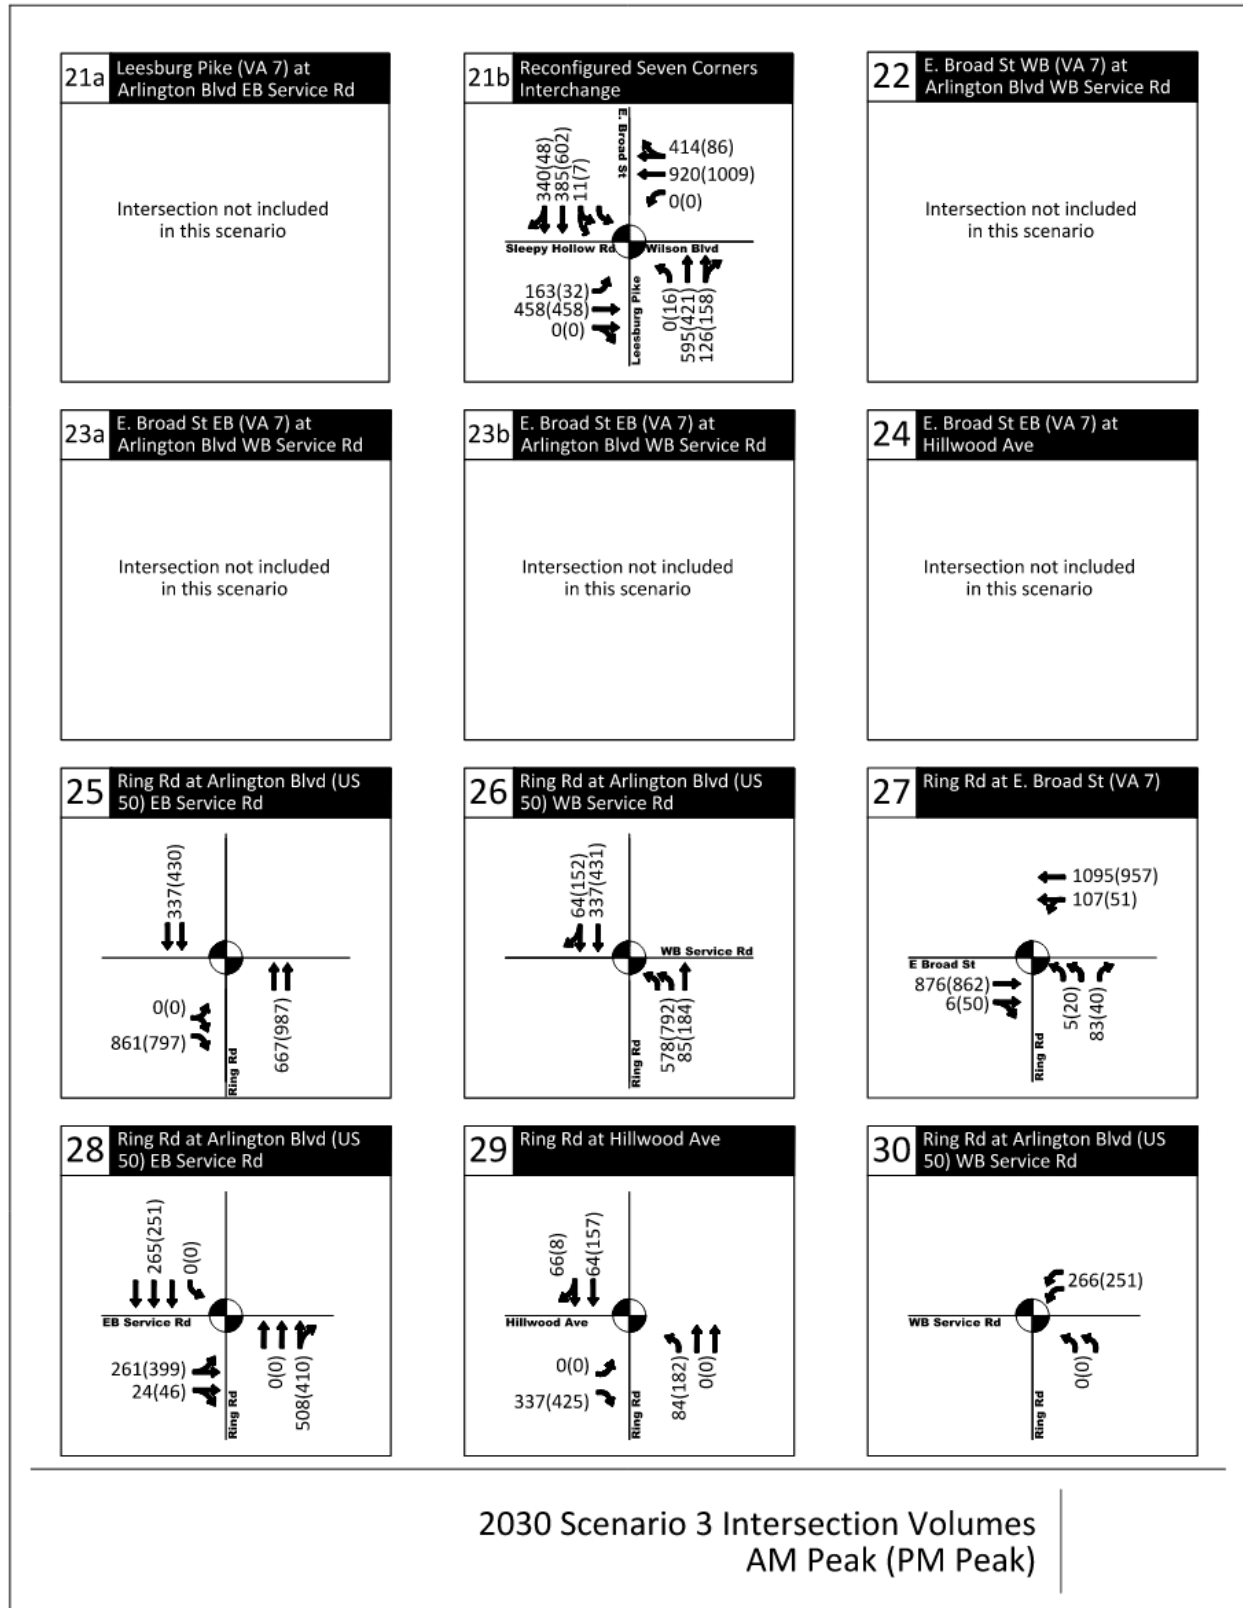 21a
Leesburg Pike (VA 7) at
Arlington Blvd EB Service Rd
Intersection not included
in this scenario
21b
Reconfigured Seven Corners
Interchange
E. Broad St
340(48)
385(602)
11(7)
414(86)
920(1009)
0(0)
Sleepy Hollow Rd
Wilson Blvd
163(32)
458(458)
0(0)
Leesburg Pike
0(16)
595(421)
126(158)
22
E. Broad St WB (VA 7) at
Arlington Blvd WB Service Rd
Intersection not included
in this scenario
23a
E. Broad St EB (VA 7) at
Arlington Blvd WB Service Rd
Intersection not included
in this scenario
23b
E. Broad St EB (VA 7) at
Arlington Blvd WB Service Rd
Intersection not included
in this scenario
24
E. Broad St EB (VA 7) at
Hillwood Ave
Intersection not included
in this scenario
25
Ring Rd at Arlington Blvd (US
50) EB Service Rd
337(430)
0(0)
861(797)
Ring Rd
667(987)
26
Ring Rd at Arlington Blvd (US
50) WB Service Rd
64(152)
337(431)
WB Service Rd
Ring Rd
578(792)
85(184)
27
Ring Rd at E. Broad St (VA 7)
1095(957)
107(51)
E Broad St
876(862)
6(50)
Ring Rd
5(20)
83(40)
28
Ring Rd at Arlington Blvd (US
50) EB Service Rd
265(251)
0(0)
EB Service Rd
261(399)
24(46)
Ring Rd
0(0)
508(410)
29
Ring Rd at Hillwood Ave
66(8)
64(157)
Hillwood Ave
0(0)
337(425)
Ring Rd
84(182)
0(0)
30
Ring Rd at Arlington Blvd (US
50) WB Service Rd
266(251)
WB Service Rd
Ring Rd
0(0)
2030 Scenario 3 Intersection Volumes
AM Peak (PM Peak)